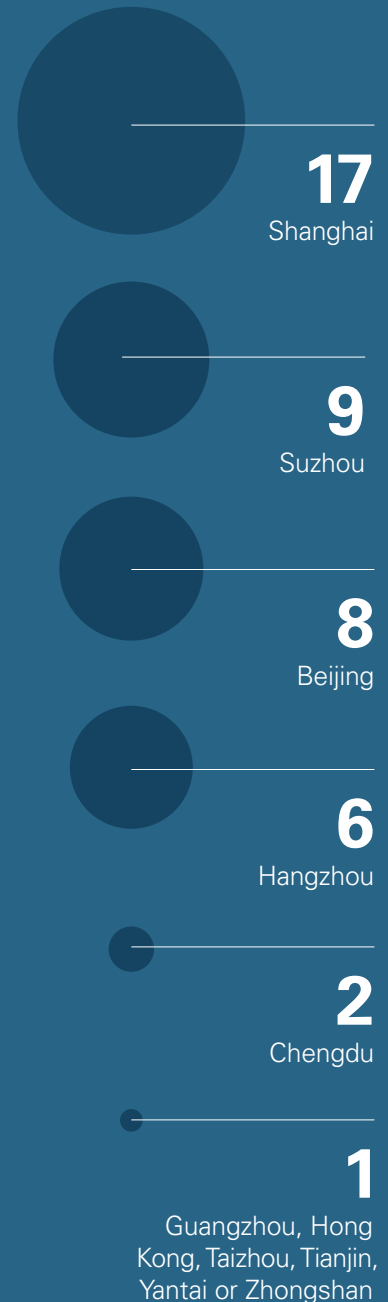 17
Shanghai
9
Suzhou
8
Beijing
6
Hangzhou
2
Chengdu
1
Guangzhou, Hong
Kong, Taizhou, Tianjin,
Yantai or Zhongshan